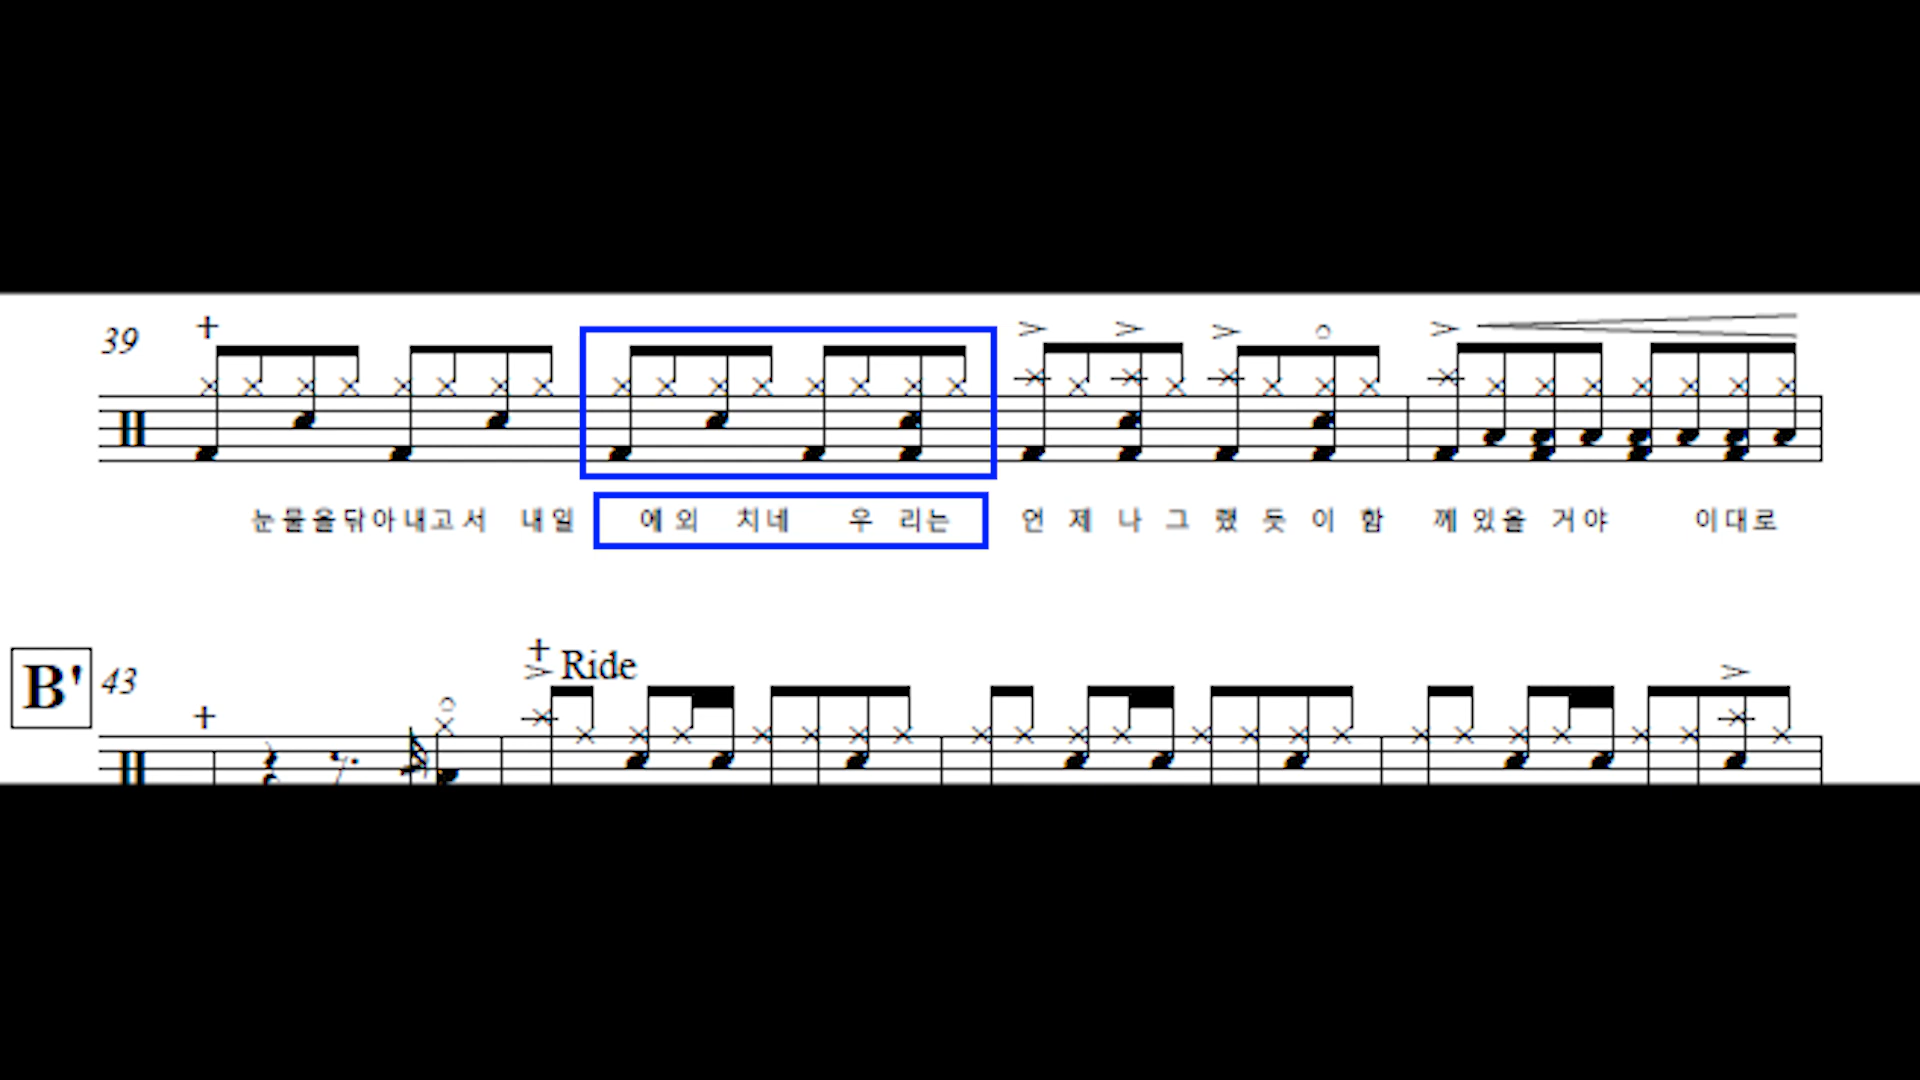 39
눈물을닦아내고서 내일 에외 치네 우 리는 언 제 나 그 랬 듯 이 함 께 있을 거야 이대로
B' 43
Ride